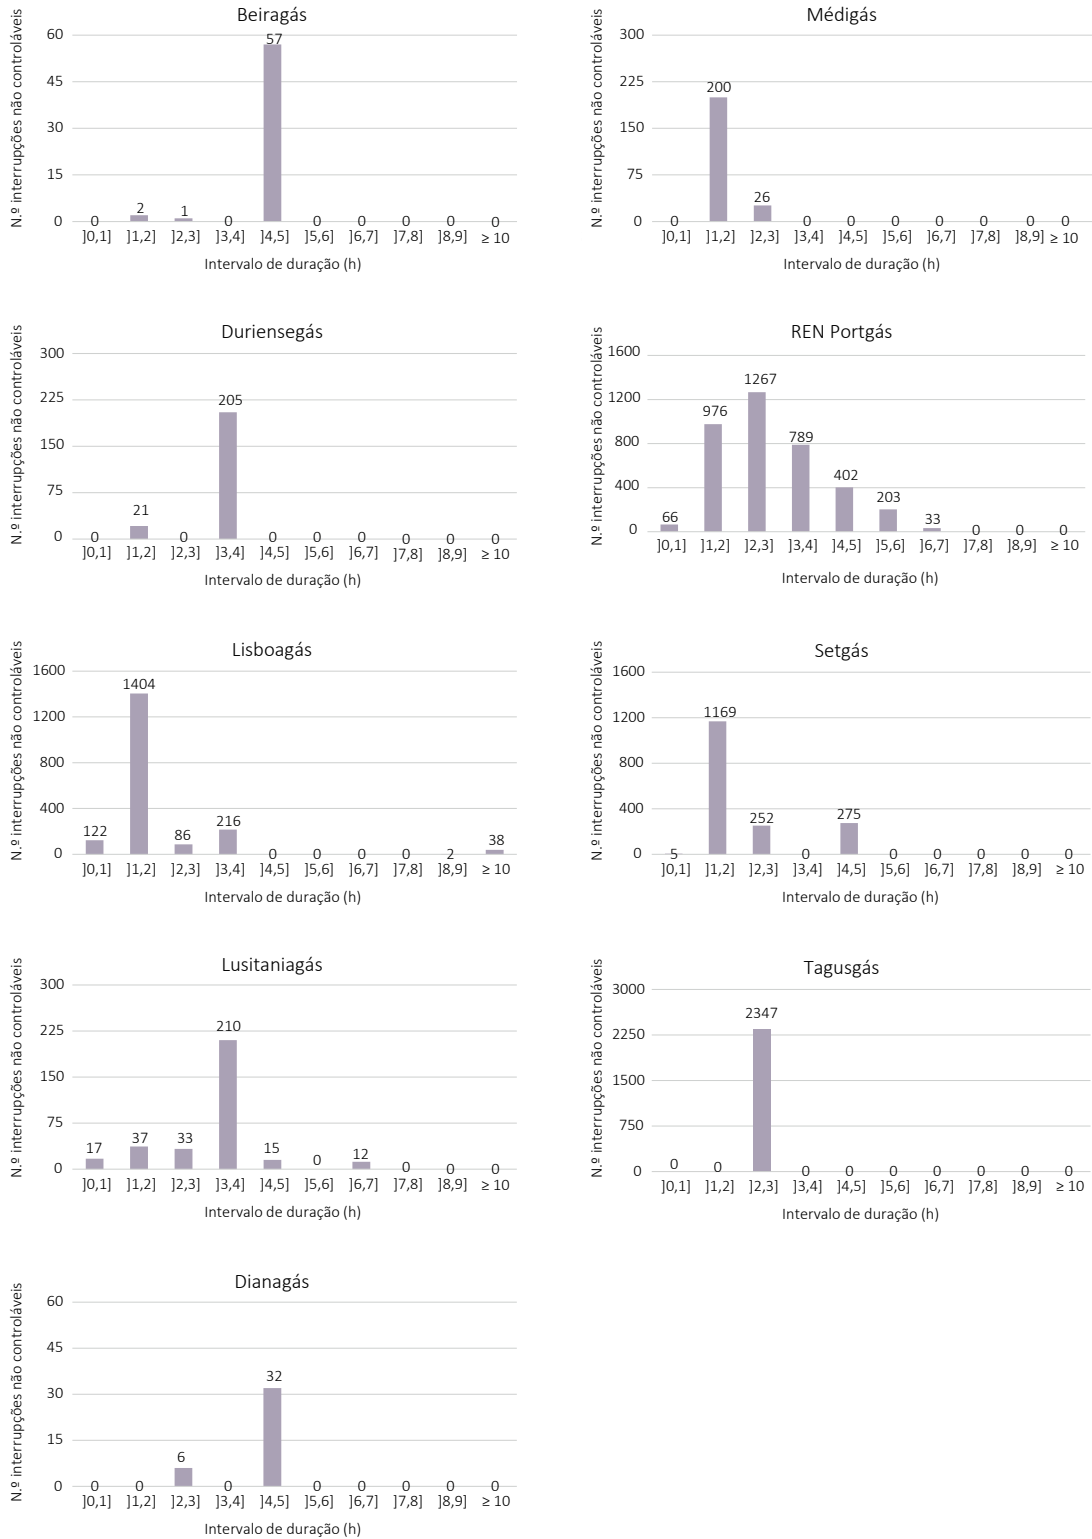 Beiragás
N.º interrupções não controláveis
60
45
30
15
0
0 2 1 0 57 0 0 0 0 0
]0,1] ]1,2] ]2,3] ]3,4] ]4,5] ]5,6] ]6,7] ]7,8] ]8,9] ≥ 10
Intervalo de duração (h)
Médigás
N.º interrupções não controláveis
300
225
150
75
0
0 200 26 0 0 0 0 0 0 0
]0,1] ]1,2] ]2,3] ]3,4] ]4,5] ]5,6] ]6,7] ]7,8] ]8,9] ≥ 10
Intervalo de duração (h)
Duriensegás
N.º interrupções não controláveis
300
225
150
75
0
0 21 0 205 0 0 0 0 0 0
]0,1] ]1,2] ]2,3] ]3,4] ]4,5] ]5,6] ]6,7] ]7,8] ]8,9] ≥ 10
Intervalo de duração (h)
REN Portgás
N.º interrupções não controláveis
1600
1200
800
400
0
66 976 1267 789 402 203 33 0 0 0
]0,1] ]1,2] ]2,3] ]3,4] ]4,5] ]5,6] ]6,7] ]7,8] ]8,9] ≥ 10
Intervalo de duração (h)
Lisboagás
N.º interrupções não controláveis
1600
1200
800
400
0
122 1404 86 216 0 0 0 0 2 38
]0,1] ]1,2] ]2,3] ]3,4] ]4,5] ]5,6] ]6,7] ]7,8] ]8,9] ≥ 10
Intervalo de duração (h)
Setgás
N.º interrupções não controláveis
1600
1200
800
400
0
5 1169 252 0 275 0 0 0 0 0
]0,1] ]1,2] ]2,3] ]3,4] ]4,5] ]5,6] ]6,7] ]7,8] ]8,9] ≥ 10
Intervalo de duração (h)
Lusitaniagás
N.º interrupções não controláveis
300
225
150
75
0
17 37 33 210 15 0 12 0 0 0
]0,1] ]1,2] ]2,3] ]3,4] ]4,5] ]5,6] ]6,7] ]7,8] ]8,9] ≥ 10
Intervalo de duração (h)
Tagusgás
N.º interrupções não controláveis
3000
2250
1500
750
0
0 0 2347 0 0 0 0 0 0 0
]0,1] ]1,2] ]2,3] ]3,4] ]4,5] ]5,6] ]6,7] ]7,8] ]8,9] ≥ 10
Intervalo de duração (h)
Dianagás
N.º interrupções não controláveis
60
45
30
15
0
0 0 6 0 32 0 0 0 0 0
]0,1] ]1,2] ]2,3] ]3,4] ]4,5] ]5,6] ]6,7] ]7,8] ]8,9] ≥ 10
Intervalo de duração (h)